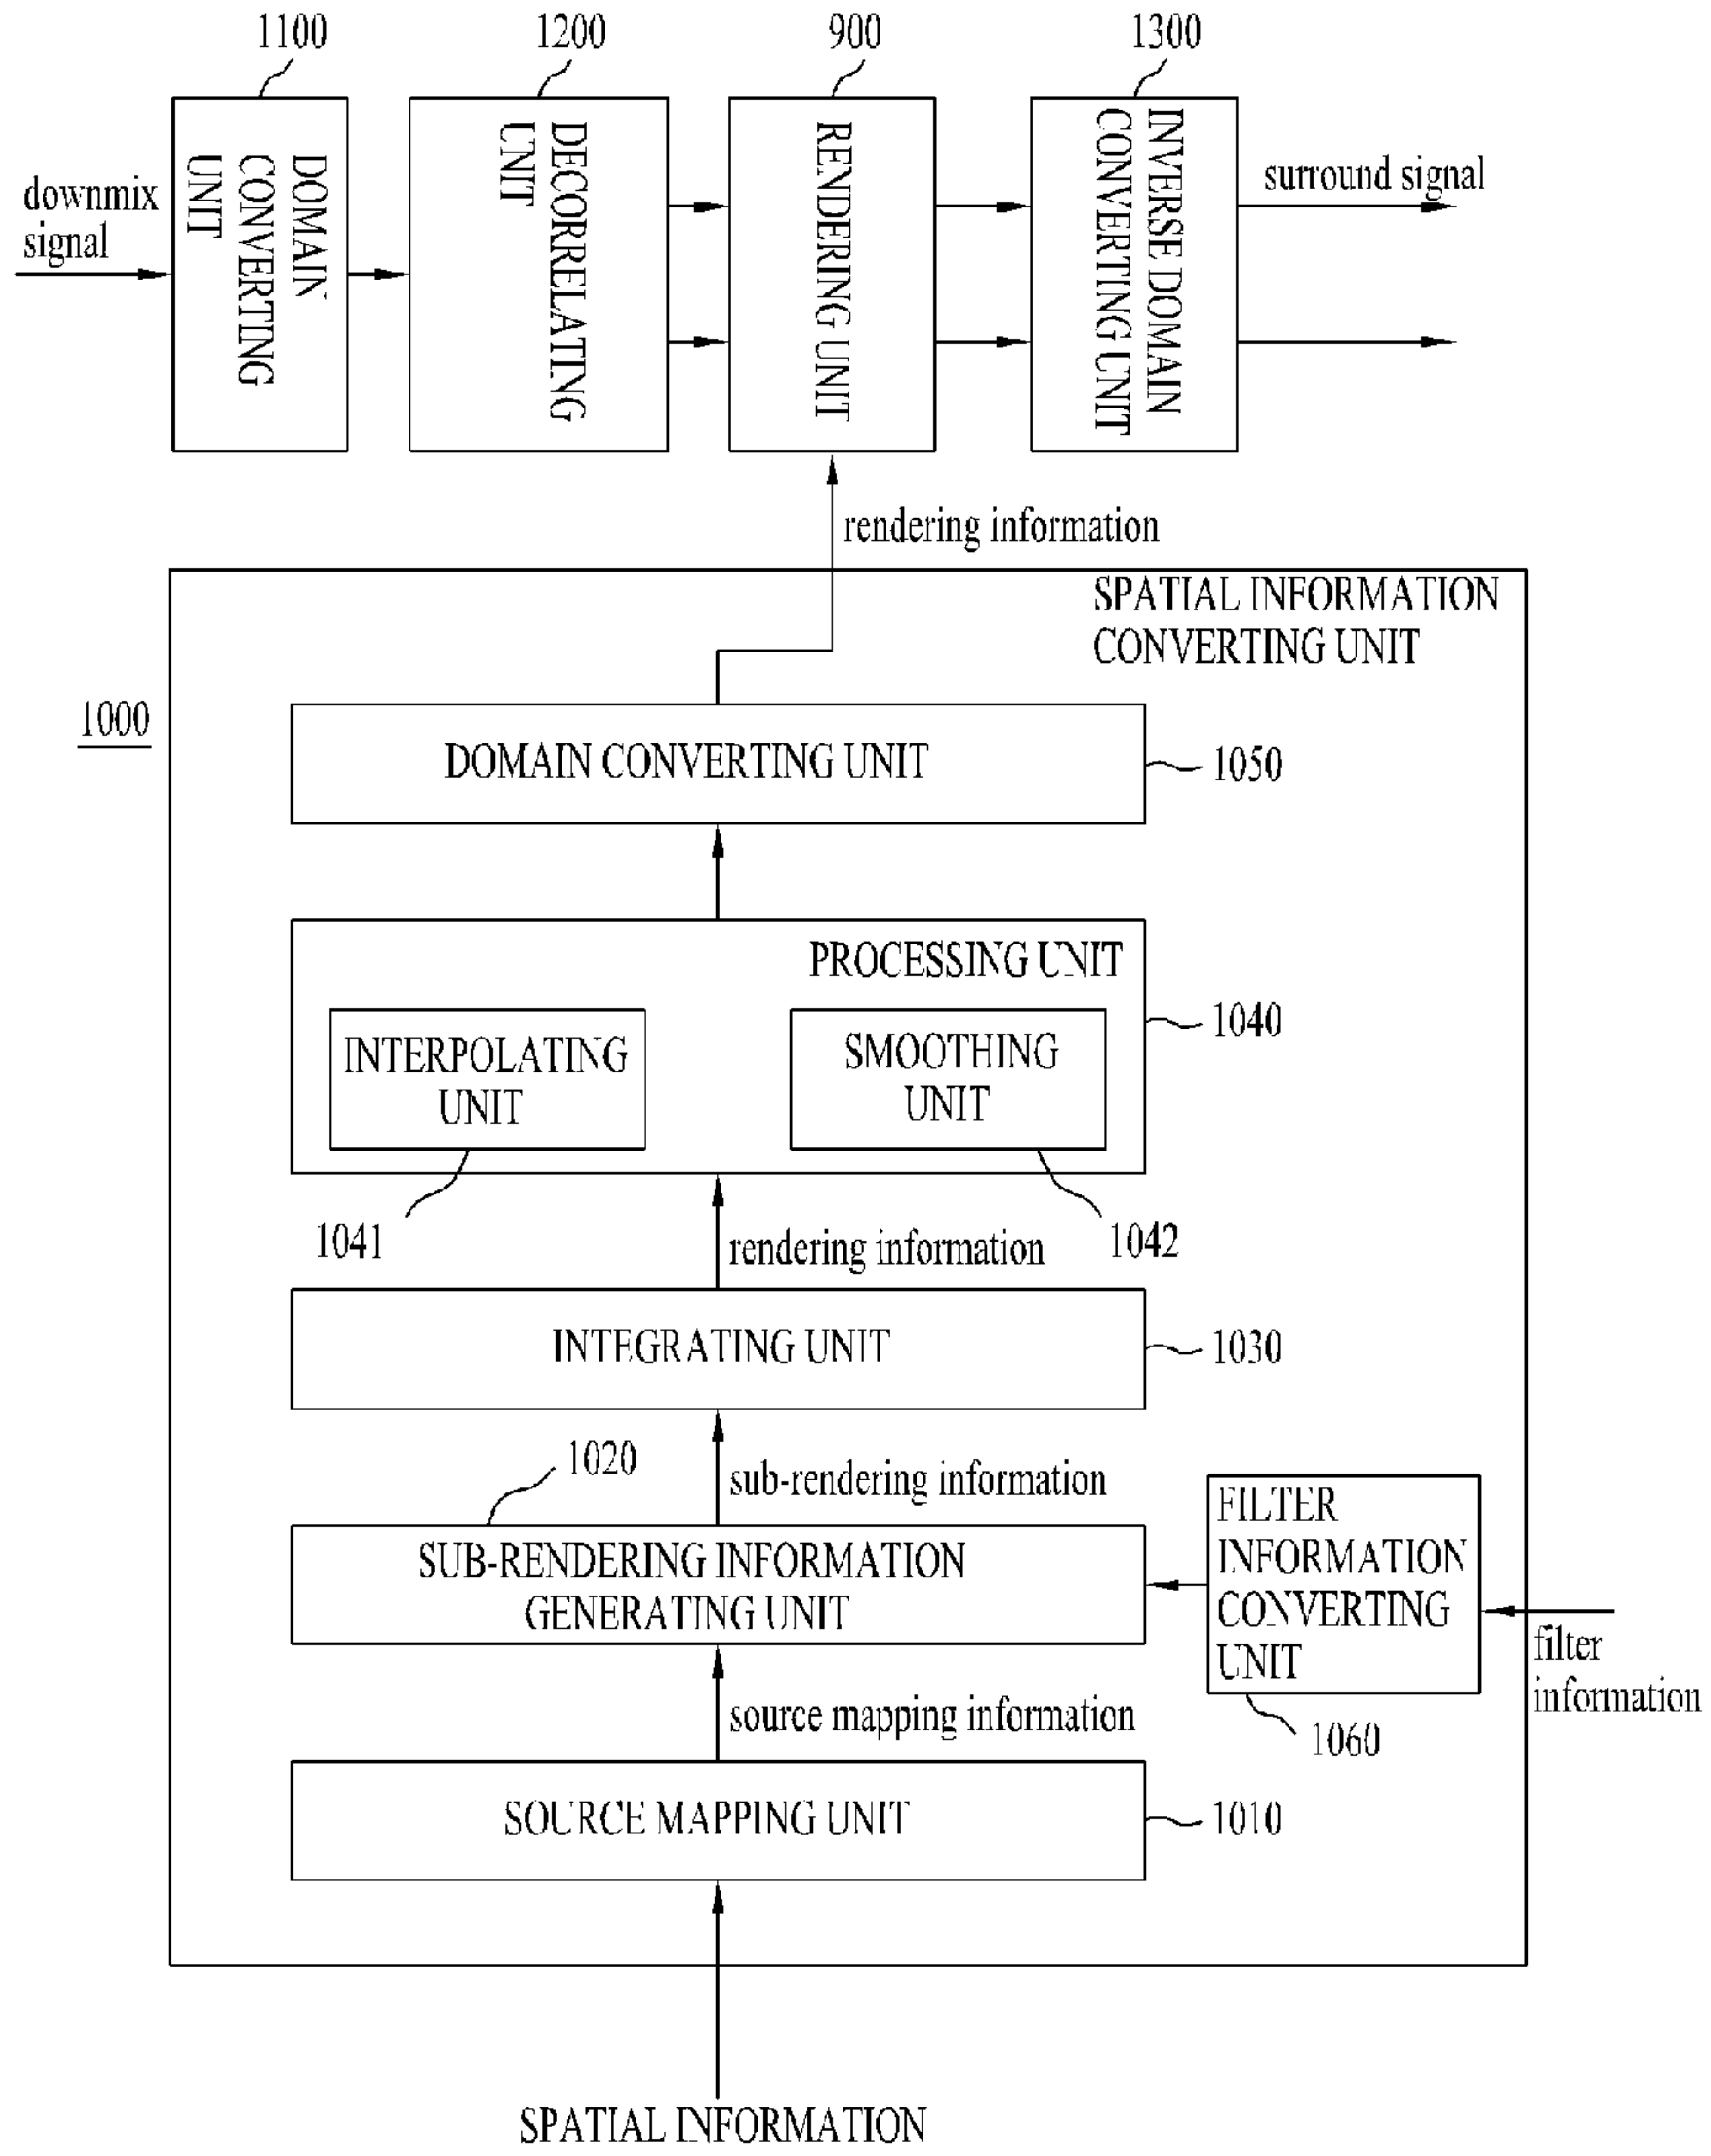 1100
1200
900
1300
downmix
signal
DOMAIN
CONVERTING
UNIT
DECORRELATING
UNIT
RENDERING UNIT
INVERSE DOMAIN
CONVERTING UNIT
surround signal
rendering information
SPATIAL INFORMATION
CONVERTING UNIT
1000
DOMAIN CONVERTING UNIT
1050
PROCESSING UNIT
1040
INTERPOLATING
UNIT
SMOOTHING
UNIT
1041
1042
rendering information
INTEGRATING UNIT
1030
1020
sub-rendering information
SUB-RENDERING INFORMATION
GENERATING UNIT
FILTER
INFORMATION
CONVERTING
UNIT
filter
information
1060
source mapping information
SOURCE MAPPING UNIT
1010
SPATIAL INFORMATION